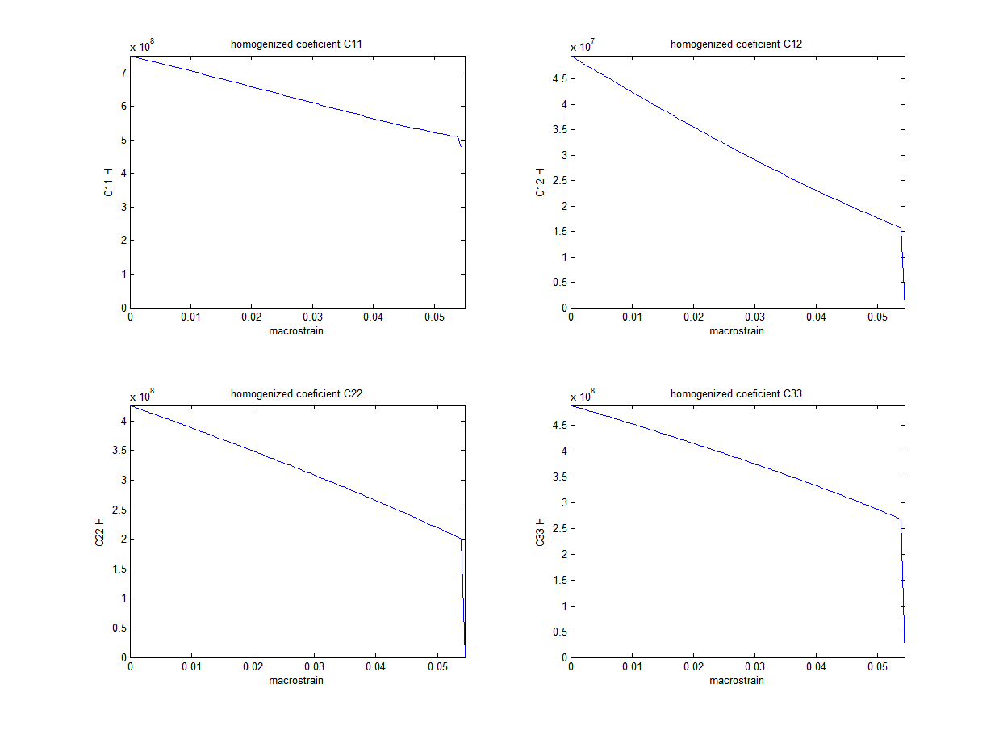 homogenized coeficient C11
x 10^8
7
6
5
4
3
2
1
0
C11 H
0 0.01 0.02 0.03 0.04 0.05
macrostrain
homogenized coeficient C12
x 10^7
4.5
4
3.5
3
2.5
2
1.5
1
0.5
0
C12 H
0 0.01 0.02 0.03 0.04 0.05
macrostrain
homogenized coeficient C22
x 10^8
4
3.5
3
2.5
2
1.5
1
0.5
0
C22 H
0 0.01 0.02 0.03 0.04 0.05
macrostrain
homogenized coeficient C33
x 10^8
4.5
4
3.5
3
2.5
2
1.5
1
0.5
0
C33 H
0 0.01 0.02 0.03 0.04 0.05
macrostrain